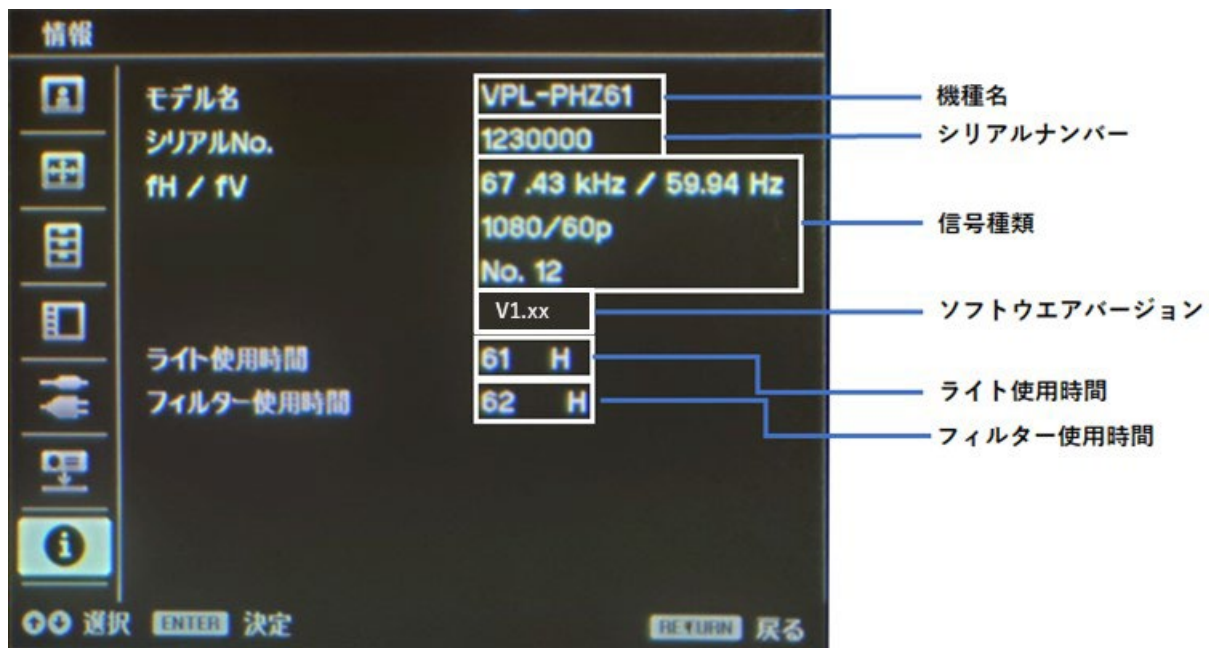 情報
モデル名 VPL-PHZ61 機種名
シリアルNo. 1230000 シリアルナンバー
fH / fV 67 .43 kHz / 59.94 Hz
1080/60p 信号種類
No. 12
V1.xx ソフトウエアバージョン
ライト使用時間 61 H ライト使用時間
フィルター使用時間 62 H フィルター使用時間
選択 ENTER 決定 RETURN 戻る